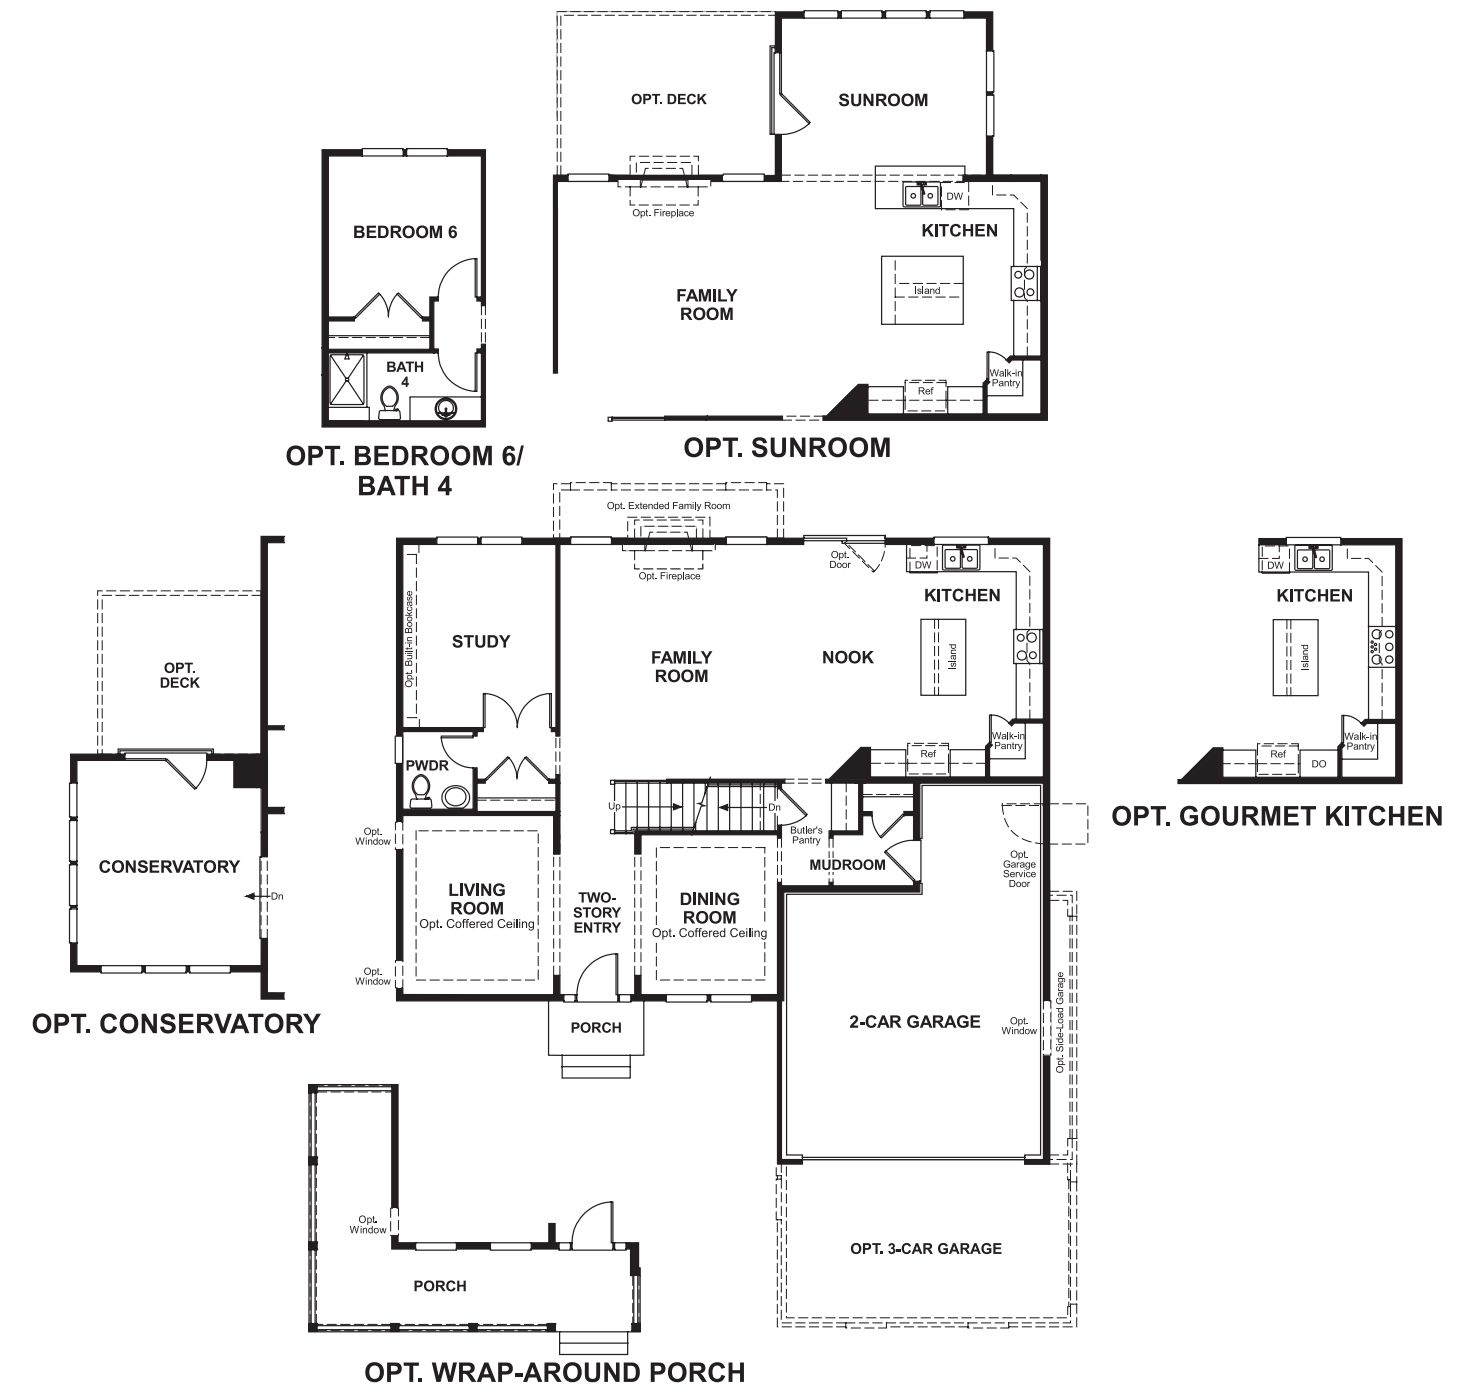 OPT. DECK
SUNROOM
DW
Opt. Fireplace
KITCHEN
Island
FAMILY
ROOM
Walk-in
Pantry
Ref
OPT. SUNROOM
BEDROOM 6
BATH
4
OPT. BEDROOM 6/
BATH 4
OPT.
DECK
CONSERVATORY
Dn
OPT. CONSERVATORY
Opt. Extended Family Room
Opt. Fireplace
Opt.
Door
DW
KITCHEN
Opt. Built-in Bookcase
STUDY
FAMILY
ROOM
NOOK
Island
Walk-in
Pantry
Ref
PWDR
Up
Dn
Butler's
Pantry
MUDROOM
Opt.
Window
LIVING
ROOM
Opt. Coffered Ceiling
TWO-
STORY
ENTRY
DINING
ROOM
Opt. Coffered Ceiling
Opt.
Garage
Service
Door
Opt.
Window
PORCH
2-CAR GARAGE
Opt.
Window
Opt. Side-Load Garage
OPT. 3-CAR GARAGE
DW
KITCHEN
Island
Walk-in
Pantry
Ref
DO
OPT. GOURMET KITCHEN
Opt.
Window
PORCH
OPT. WRAP-AROUND PORCH